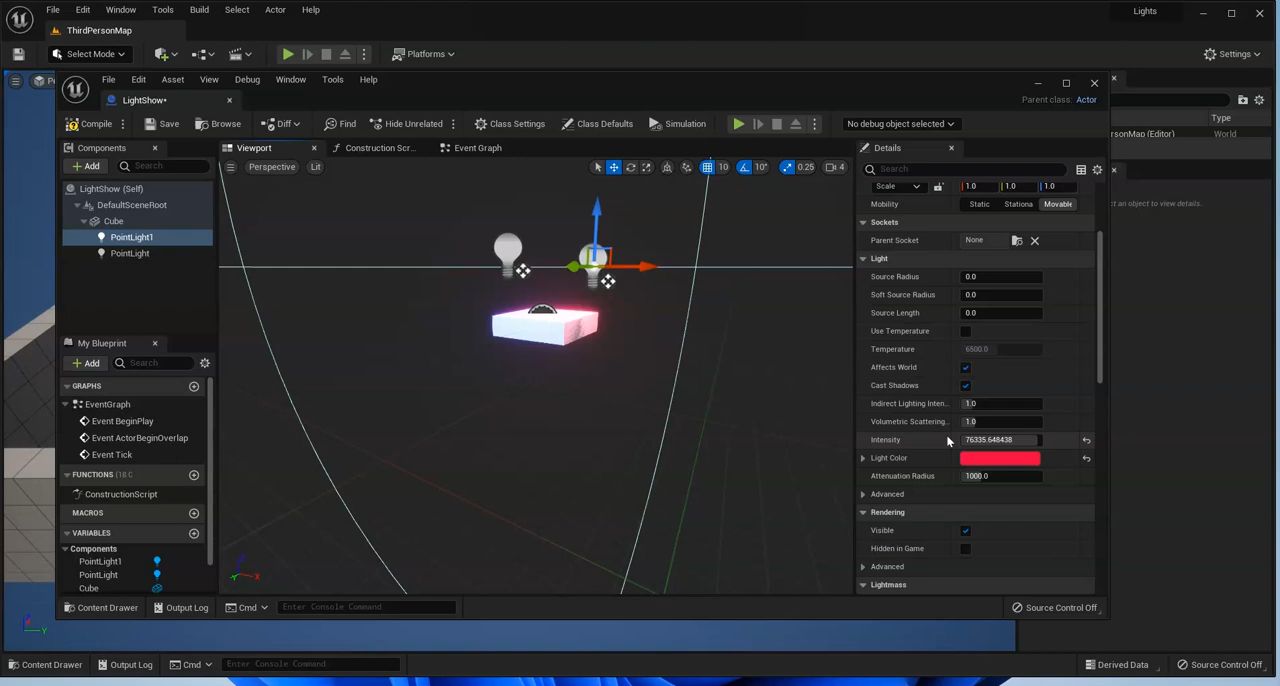 File Edit Window Tools Build Select Actor Help
Lights
ThirdPersonMap
Select Mode
Platforms
Settings
File Edit Asset View Debug Window Tools Help
LightShow•
Parent class: Actor
Compile Save Browse Diff Find Hide Unrelated Class Settings Class Defaults Simulation No debug object selected
Type
onMap (Editor) World
ct an object to view details.
Components
Add Search
LightShow (Self)
DefaultSceneRoot
Cube
PointLight1
PointLight
Viewport Construction Scr... Event Graph
Perspective Lit
10 10° 0.25 4
Details
Search
Scale 1.0 1.0 1.0
Mobility Static Stationa Movable
Sockets
Parent Socket None
Light
Source Radius 0.0
Soft Source Radius 0.0
Source Length 0.0
Use Temperature
Temperature 6500.0
Affects World
Cast Shadows
Indirect Lighting Inten... 1.0
Volumetric Scattering... 1.0
Intensity 76335.648438
Light Color
Attenuation Radius 1000.0
Advanced
Rendering
Visible
Hidden in Game
Advanced
Lightmass
My Blueprint
Add Search
GRAPHS
EventGraph
Event BeginPlay
Event ActorBeginOverlap
Event Tick
FUNCTIONS (18 O
ConstructionScript
MACROS
VARIABLES
Components
PointLight1
PointLight
Cube
Content Drawer Output Log Cmd Enter Console Command Source Control Off
Content Drawer Output Log Cmd Enter Console Command Derived Data Source Control Off